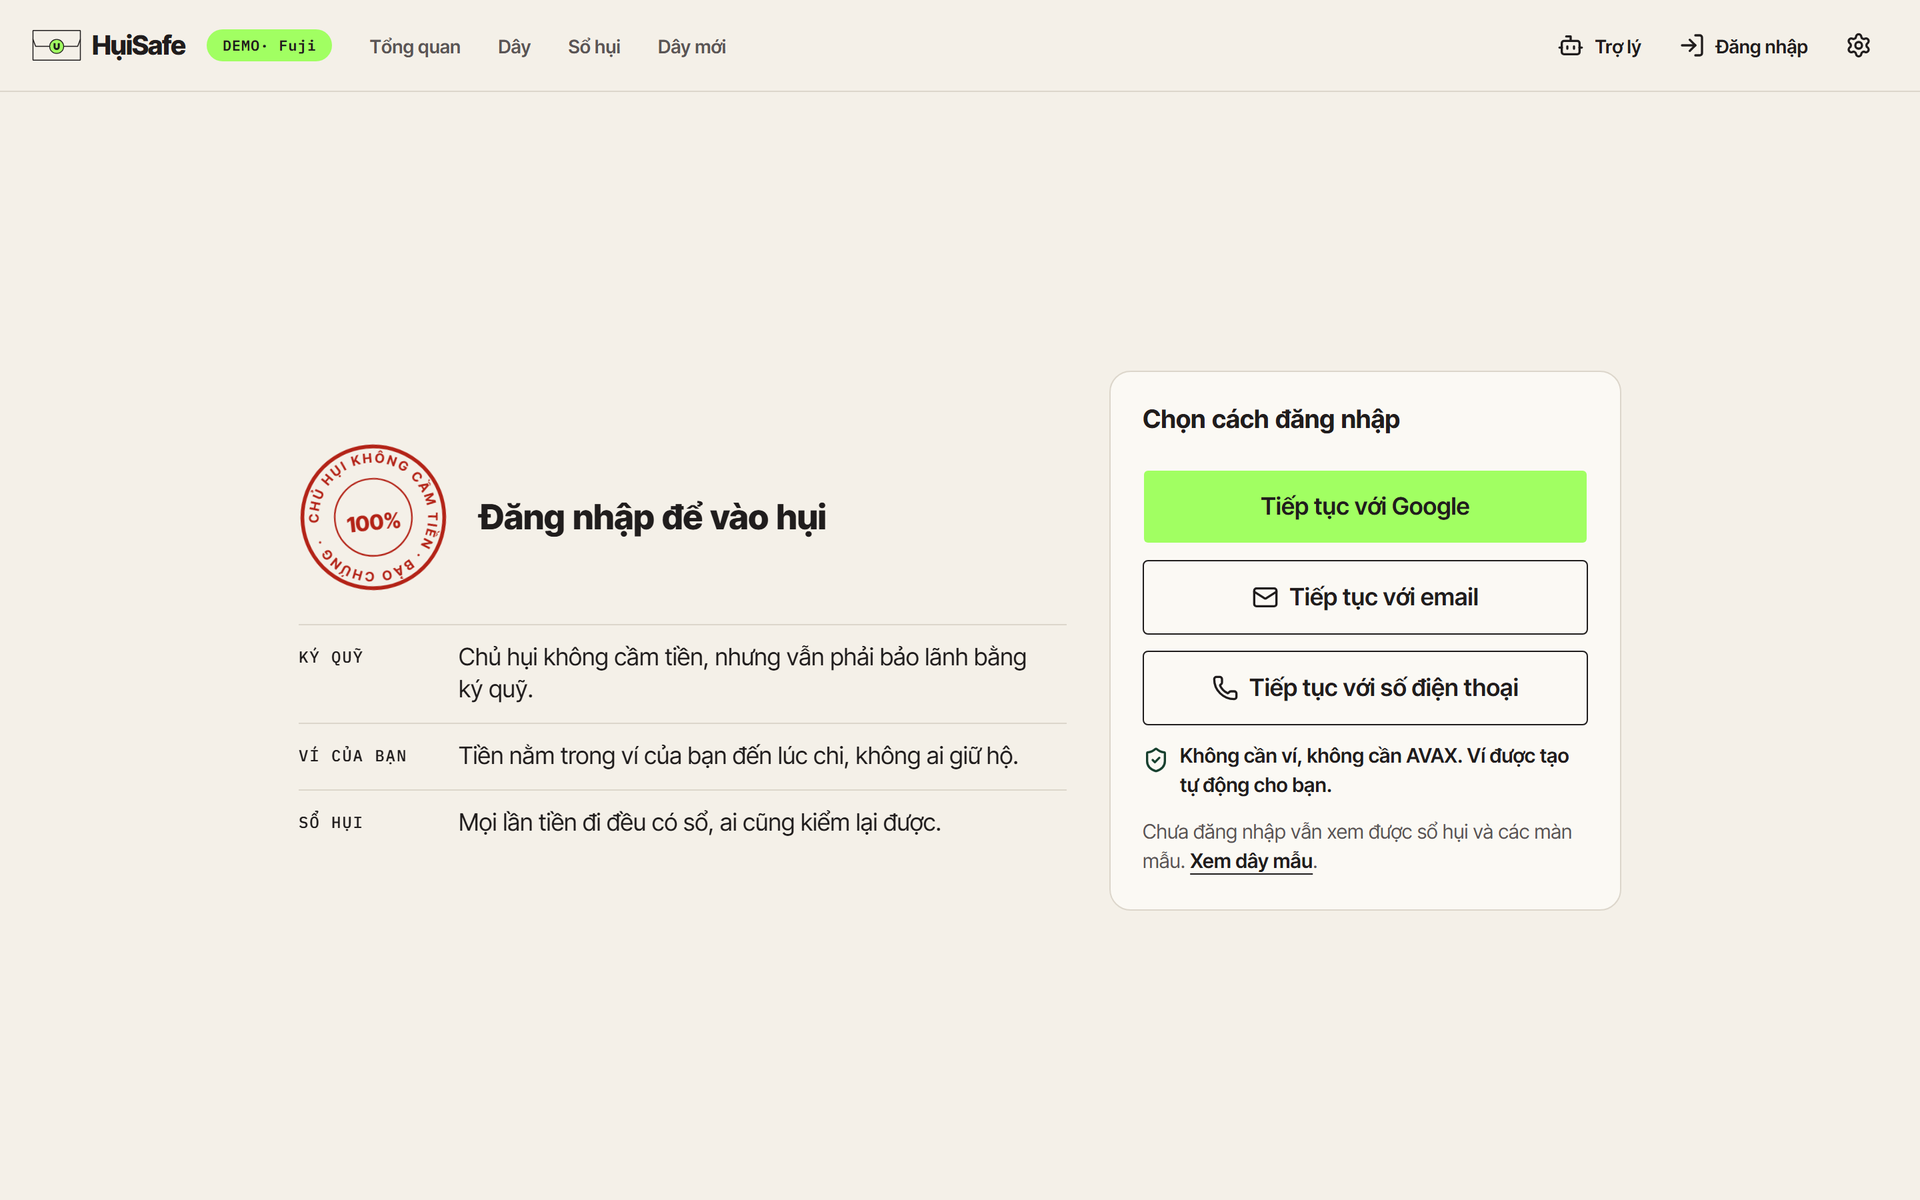 HụiSafe
DEMO· Fuji
Tổng quan
Dây
Sổ hụi
Dây mới
Trợ lý
Đăng nhập
CHỦ HỤI KHÔNG CẦM TIỀN · BẢO CHỨNG ·
100%
Đăng nhập để vào hụi
KÝ QUỸ
Chủ hụi không cầm tiền, nhưng vẫn phải bảo lãnh bằng
ký quỹ.
VÍ CỦA BẠN
Tiền nằm trong ví của bạn đến lúc chi, không ai giữ hộ.
SỔ HỤI
Mọi lần tiền đi đều có sổ, ai cũng kiểm lại được.
Chọn cách đăng nhập
Tiếp tục với Google
Tiếp tục với email
Tiếp tục với số điện thoại
Không cần ví, không cần AVAX. Ví được tạo
tự động cho bạn.
Chưa đăng nhập vẫn xem được sổ hụi và các màn
mẫu. Xem dây mẫu.